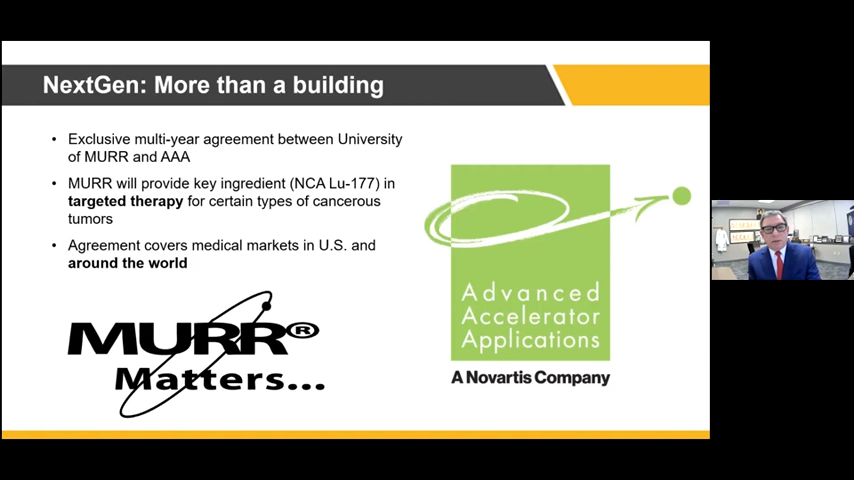 NextGen: More than a building
• Exclusive multi-year agreement between University
of MURR and AAA
• MURR will provide key ingredient (NCA Lu-177) in
targeted therapy for certain types of cancerous
tumors
• Agreement covers medical markets in U.S. and
around the world
MURR®
Matters...
Advanced
Accelerator
Applications
A Novartis Company